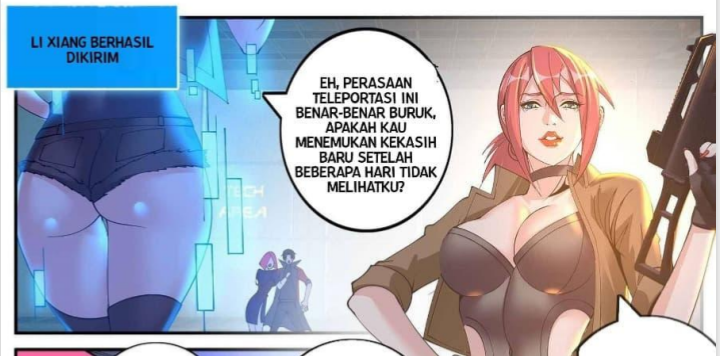 LI XIANG BERHASIL
DIKIRIM
EH, PERASAAN
TELEPORTASI INI
BENAR-BENAR BURUK,
APAKAH KAU
MENEMUKAN KEKASIH
BARU SETELAH
BEBERAPA HARI TIDAK
MELIHATKU?
TECH
AREA